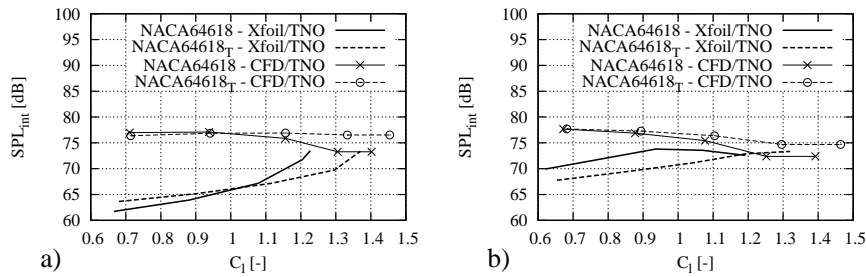 100
95
90
85
80
75
70
65
60
SPL_int [dB]
NACA64618 - Xfoil/TNO
NACA64618_T - Xfoil/TNO
NACA64618 - CFD/TNO
NACA64618_T - CFD/TNO
0.6 0.7 0.8 0.9 1 1.1 1.2 1.3 1.4 1.5
a) C_l [-]
100
95
90
85
80
75
70
65
60
SPL_int [dB]
NACA64618 - Xfoil/TNO
NACA64618_T - Xfoil/TNO
NACA64618 - CFD/TNO
NACA64618_T - CFD/TNO
0.6 0.7 0.8 0.9 1 1.1 1.2 1.3 1.4 1.5
b) C_l [-]